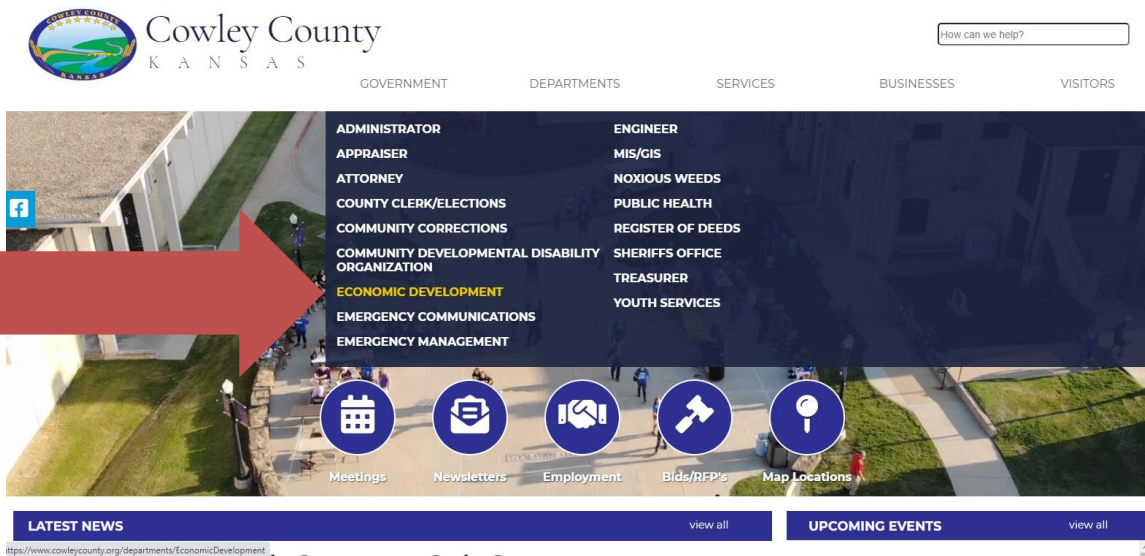 COWLEY COUNTY
KANSAS
Cowley County
KANSAS
How can we help?
GOVERNMENT DEPARTMENTS SERVICES BUSINESSES VISITORS
ADMINISTRATOR
APPRAISER
ATTORNEY
COUNTY CLERK/ELECTIONS
COMMUNITY CORRECTIONS
COMMUNITY DEVELOPMENTAL DISABILITY
ORGANIZATION
ECONOMIC DEVELOPMENT
EMERGENCY COMMUNICATIONS
EMERGENCY MANAGEMENT
ENGINEER
MIS/GIS
NOXIOUS WEEDS
PUBLIC HEALTH
REGISTER OF DEEDS
SHERIFFS OFFICE
TREASURER
YOUTH SERVICES
Meetings Newsletters Employment Bids/RFP's Map Locations
LATEST NEWS view all
UPCOMING EVENTS view all
https://www.cowleycounty.org/departments/EconomicDevelopment